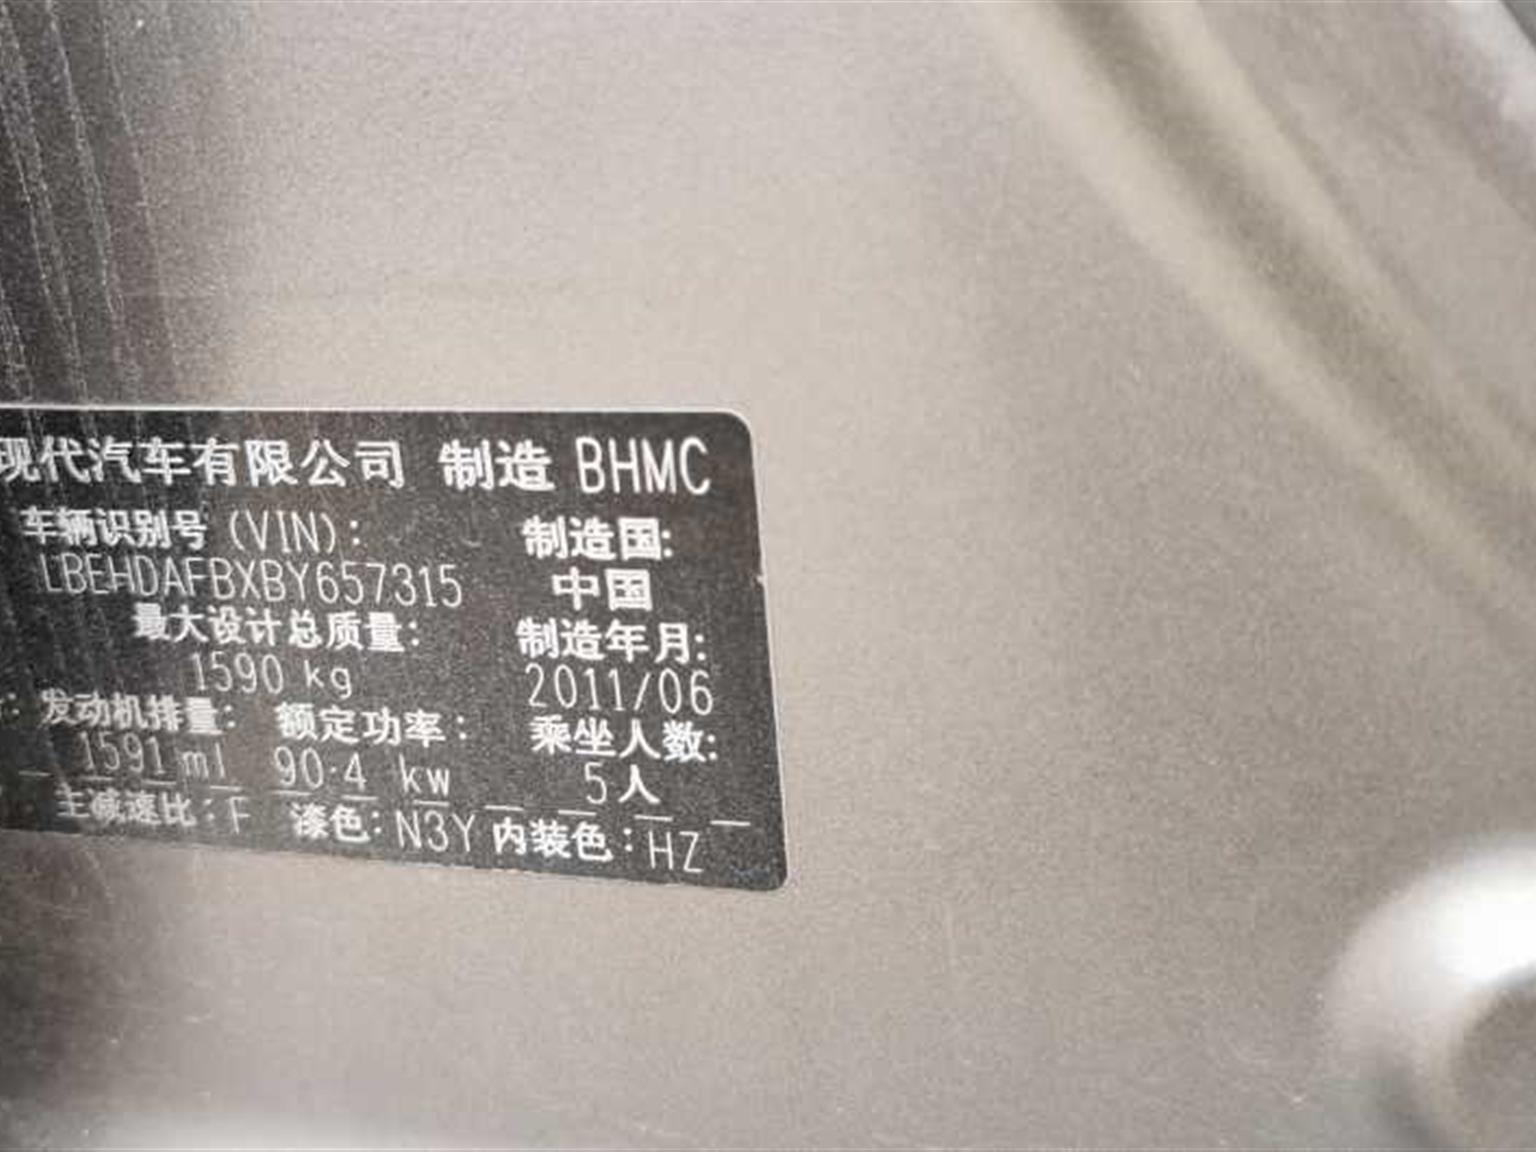 现代汽车有限公司 制造 BHMC
车辆识别号 (VIN): 制造国:
LBEHDAFBXBY657315 中国
最大设计总质量: 制造年月:
1590 kg 2011/06
发动机排量: 额定功率: 乘坐人数:
1591 ml 90.4 kw 5人
主减速比: F 漆色: N3Y 内装色: HZ